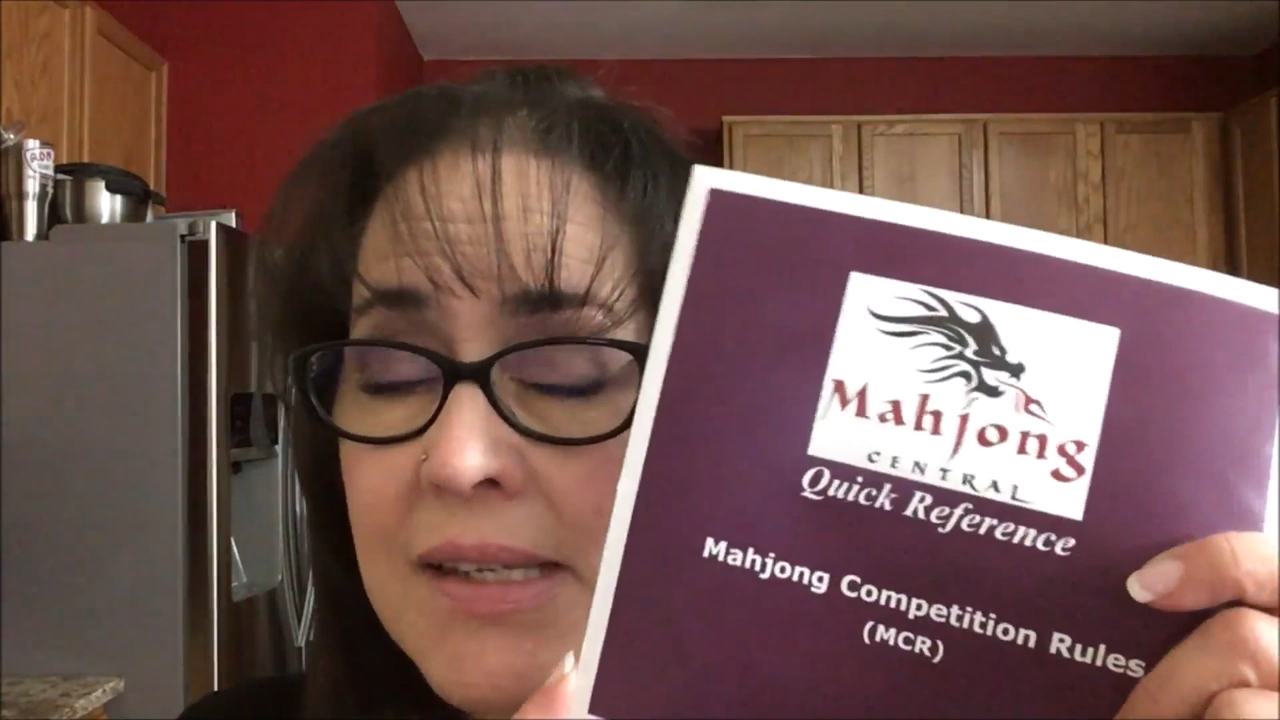 Mahjong
CENTRAL
Quick Reference
Mahjong Competition Rules
(MCR)